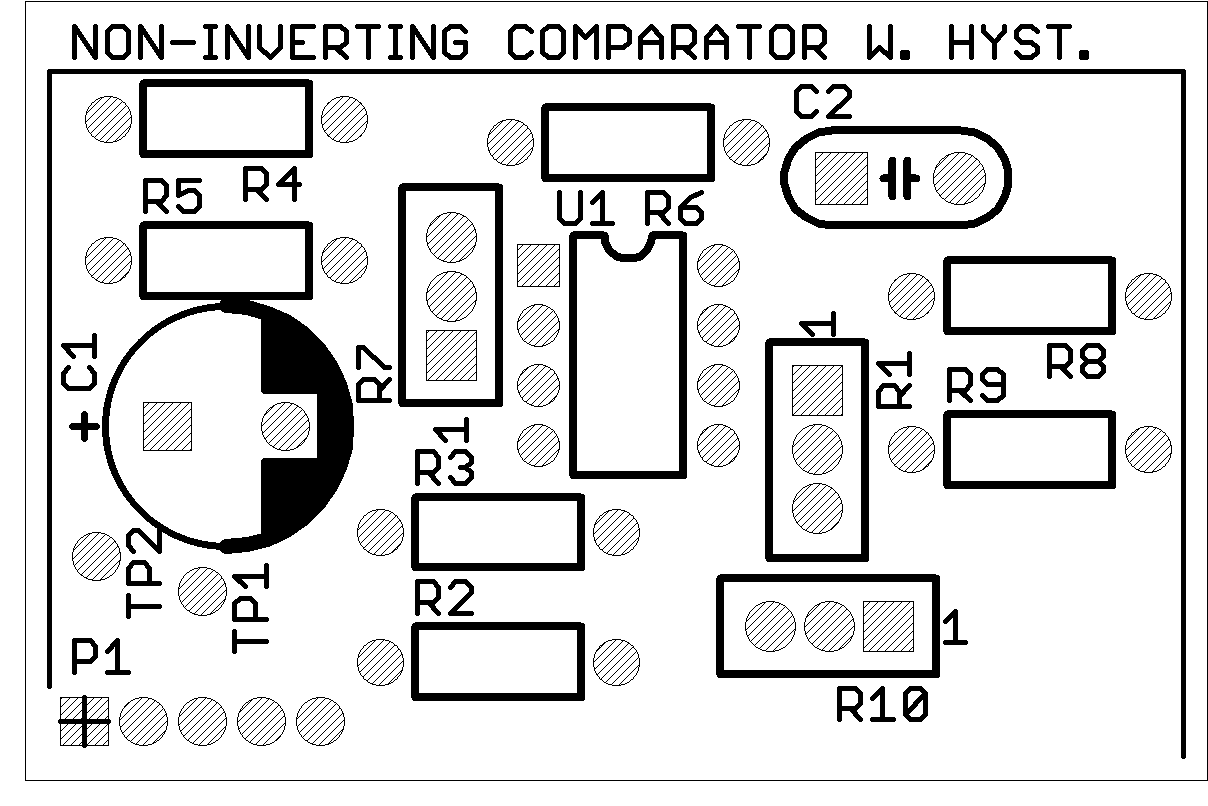 NON-INVERTING COMPARATOR W. HYST.
C2
R5 R4
U1 R6
1
C1
+
R7
R1
R8
R9
1
R3
TP2
TP1
R2
P1
1
R10